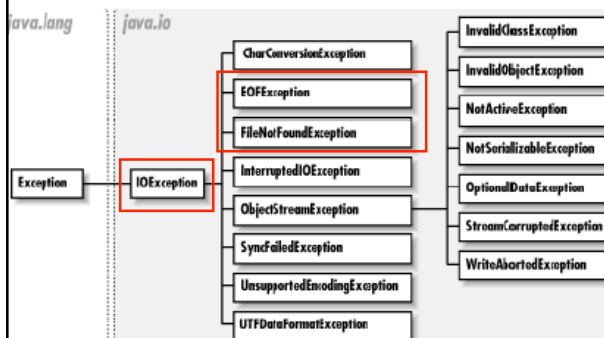 java.lang
java.io
Exception
IOException
CharConversionException
EOFException
FileNotFoundException
InterruptedIOException
ObjectStreamException
SyncFailedException
UnsupportedEncodingException
UTFDataFormatException
InvalidClassException
InvalidObjectException
NotActiveException
NotSerializableException
OptionalDataException
StreamCorruptedException
WriteAbortedException